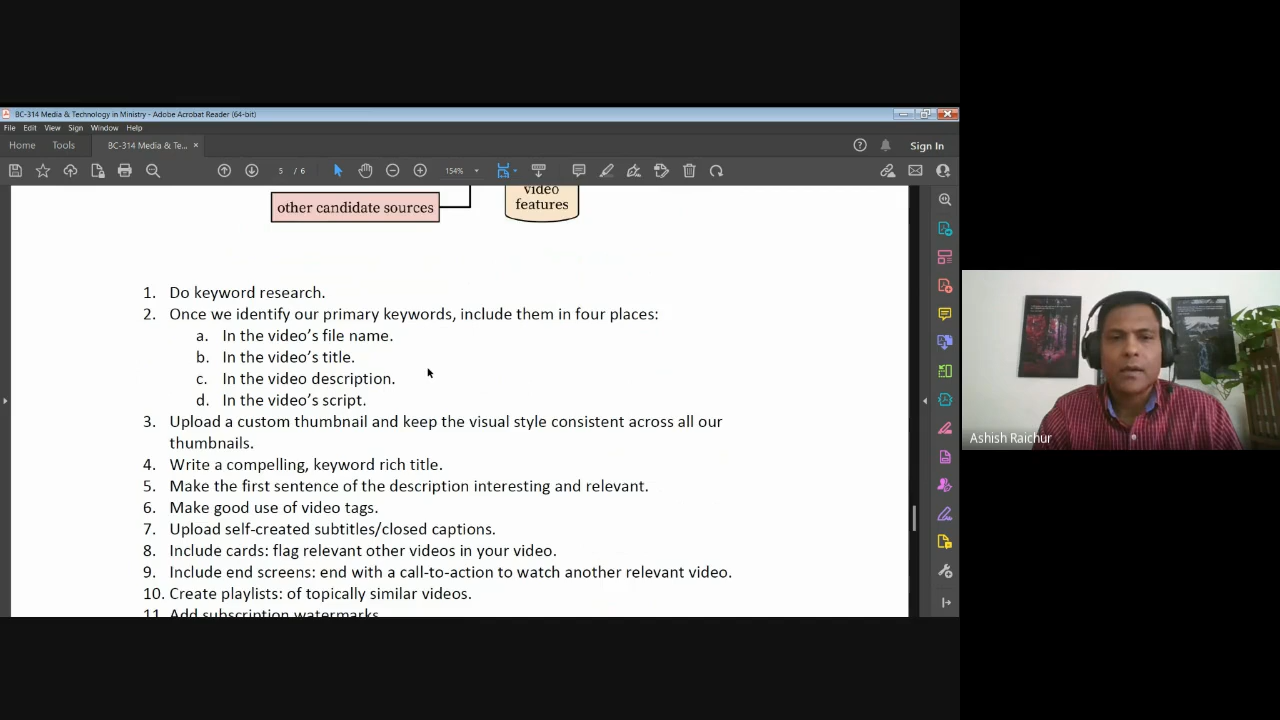 BC-314 Media & Technology in Ministry - Adobe Acrobat Reader (64-bit)
File Edit View Sign Window Help
Home Tools BC-314 Media & Te... × Sign In
5 / 6 154%
video
features
other candidate sources
1. Do keyword research.
2. Once we identify our primary keywords, include them in four places:
a. In the video's file name.
b. In the video's title.
c. In the video description.
d. In the video's script.
3. Upload a custom thumbnail and keep the visual style consistent across all our
thumbnails.
4. Write a compelling, keyword rich title.
5. Make the first sentence of the description interesting and relevant.
6. Make good use of video tags.
7. Upload self-created subtitles/closed captions.
8. Include cards: flag relevant other videos in your video.
9. Include end screens: end with a call-to-action to watch another relevant video.
10. Create playlists: of topically similar videos.
11. Add subscription watermarks
Ashish Raichur